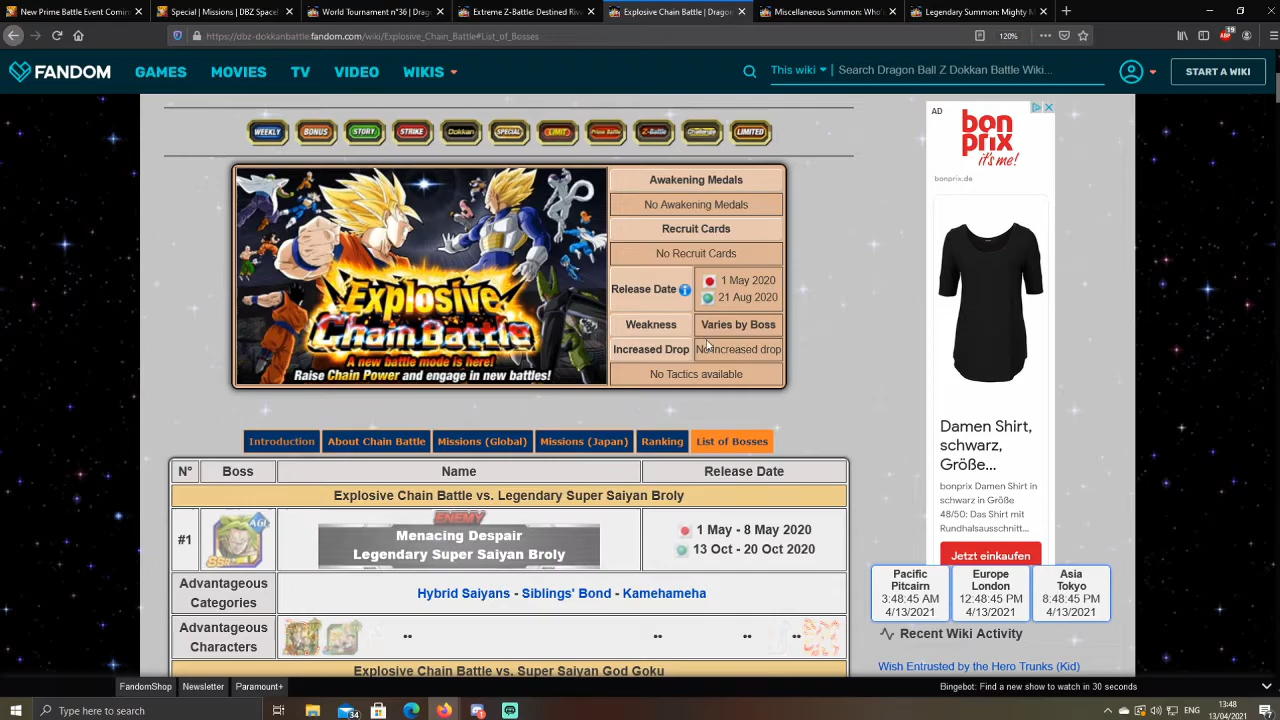 New Battle Event Coming
Special | Missions | DBZ Space
World Tournament n°36 | Drag
Extreme Z-Battle: Destined Riv
Explosive Chain Battle | Dragon
Miscellaneous Summon: Who'
Legendary Summon: Mighty M
https://dbz-dokkanbattle.fandom.com/wiki/Explosive_Chain_Battle#List_of_Bosses
120%
ABP
19
FANDOM
GAMES
MOVIES
TV
VIDEO
WIKIS
This wiki
Search Dragon Ball Z Dokkan Battle Wiki...
START A WIKI
WEEKLY
BONUS
STORY
STRIKE
Dokkan
SPECIAL
LIMIT
Prime Battle
Z-Battle
Challenge
LIMITED
Explosive
Chain Battle
A new battle mode is here!
Raise Chain Power and engage in new battles!
Awakening Medals
No Awakening Medals
Recruit Cards
No Recruit Cards
Release Date
1 May 2020
21 Aug 2020
Weakness
Varies by Boss
Increased Drop
No increased drop
No Tactics available
Introduction
About Chain Battle
Missions (Global)
Missions (Japan)
Ranking
List of Bosses
N°
Boss
Name
Release Date
Explosive Chain Battle vs. Legendary Super Saiyan Broly
#1
AGL
SSR
ENEMY
Menacing Despair
Legendary Super Saiyan Broly
1 May - 8 May 2020
13 Oct - 20 Oct 2020
Advantageous
Categories
Hybrid Saiyans - Siblings' Bond - Kamehameha
Advantageous
Characters
Explosive Chain Battle vs. Super Saiyan God Goku
AD
bon
prix
it's me!
bonprix.de
Damen Shirt,
schwarz,
Größe...
bonprix Damen Shirt in
schwarz in Größe
48/50: Das Shirt mit
Rundhalsausschnitt...
Jetzt einkaufen
Pacific
Pitcairn
3:48:45 AM
4/13/2021
Europe
London
12:48:45 PM
4/13/2021
Asia
Tokyo
8:48:45 PM
4/13/2021
Recent Wiki Activity
Wish Entrusted by the Hero Trunks (Kid)
FandomShop
Newsletter
Paramount+
Bingebot: Find a new show to watch in 30 seconds
Type here to search
34
ENG
13:48
13/04/2021